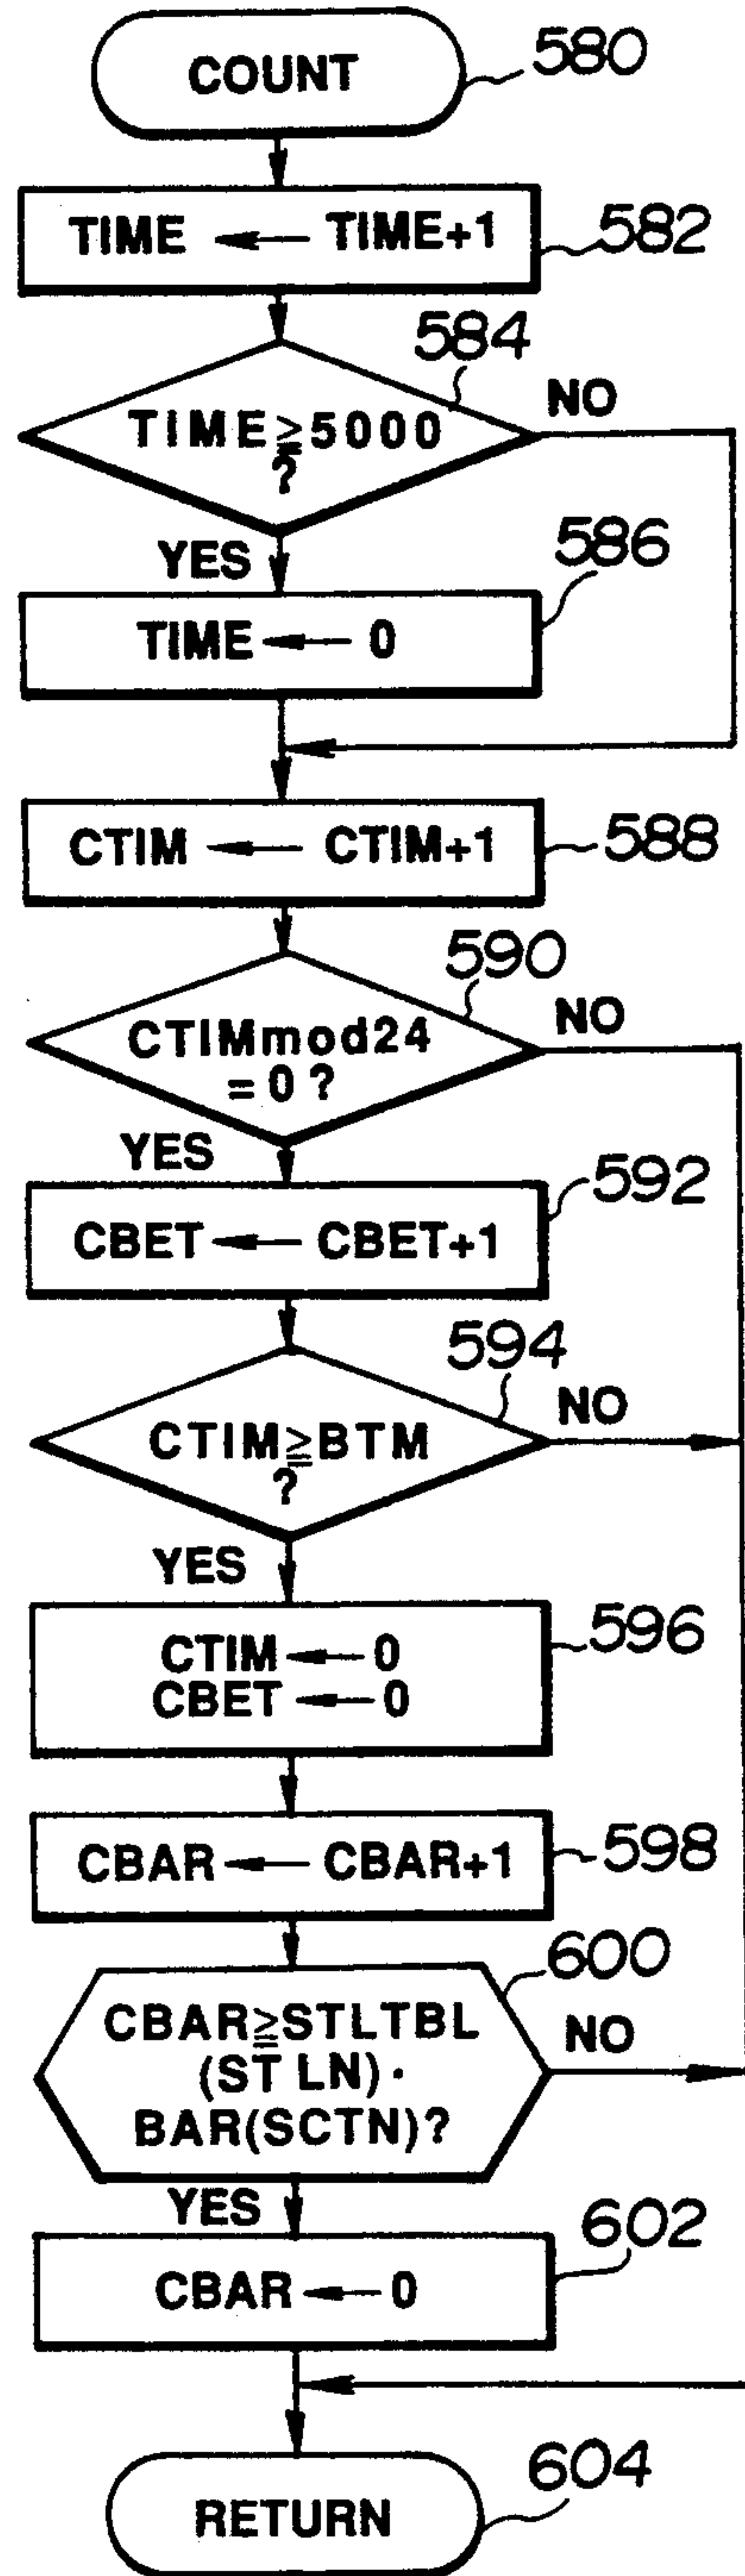 COUNT
580
TIME ← TIME+1
582
584
TIME≧5000
?
NO
YES
586
TIME ← 0
CTIM ← CTIM+1
588
590
CTIMmod24
=0?
NO
YES
592
CBET ← CBET+1
594
CTIM≧BTM
?
NO
YES
CTIM ← 0
CBET ← 0
596
CBAR ← CBAR+1
598
600
CBAR≧STLTBL
(STLN)·
BAR(SCTN)?
NO
YES
602
CBAR ← 0
RETURN
604